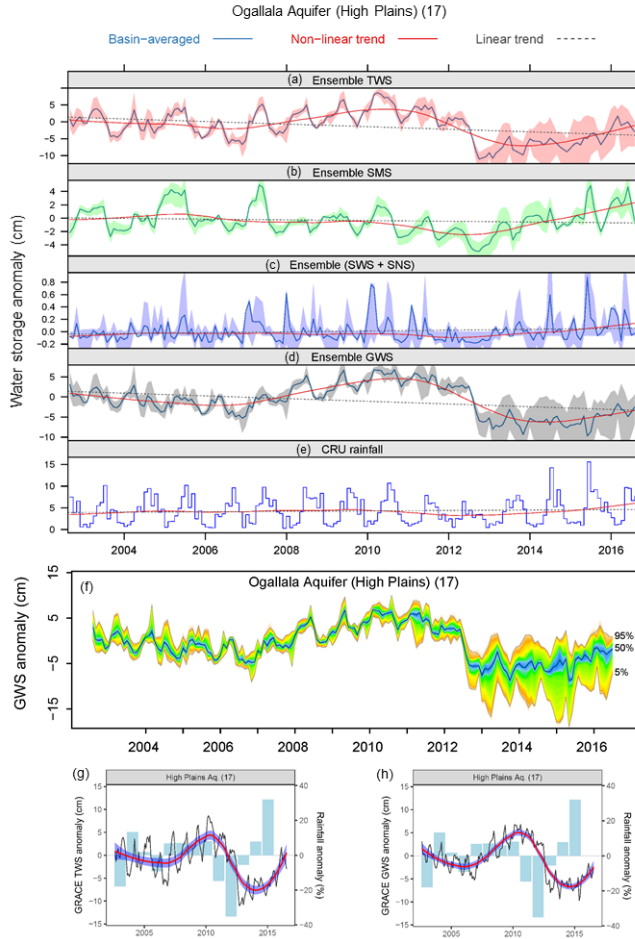 Ogallala Aquifer (High Plains) (17)
Basin−averaged Non−linear trend Linear trend
(a) Ensemble TWS
5
0
−5
−10
(b) Ensemble SMS
4
2
0
−2
−4
(c) Ensemble (SWS + SNS)
0.8
0.6
0.4
0.2
0.0
−0.2
(d) Ensemble GWS
5
0
−5
−10
(e) CRU rainfall
15
10
5
0
Water storage anomaly (cm)
2004 2006 2008 2010 2012 2014 2016
(f) Ogallala Aquifer (High Plains) (17)
GWS anomaly (cm)
15
5
−5
−15
95%
50%
5%
2004 2006 2008 2010 2012 2014 2016
(g) High Plains Aq. (17)
GRACE TWS anomaly (cm)
15
10
5
0
−5
−10
−15
40
20
0
−20
−40
Rainfall anomaly (%)
2005 2010 2015
(h) High Plains Aq. (17)
GRACE GWS anomaly (cm)
15
10
5
0
−5
−10
−15
40
20
0
−20
−40
Rainfall anomaly (%)
2005 2010 2015